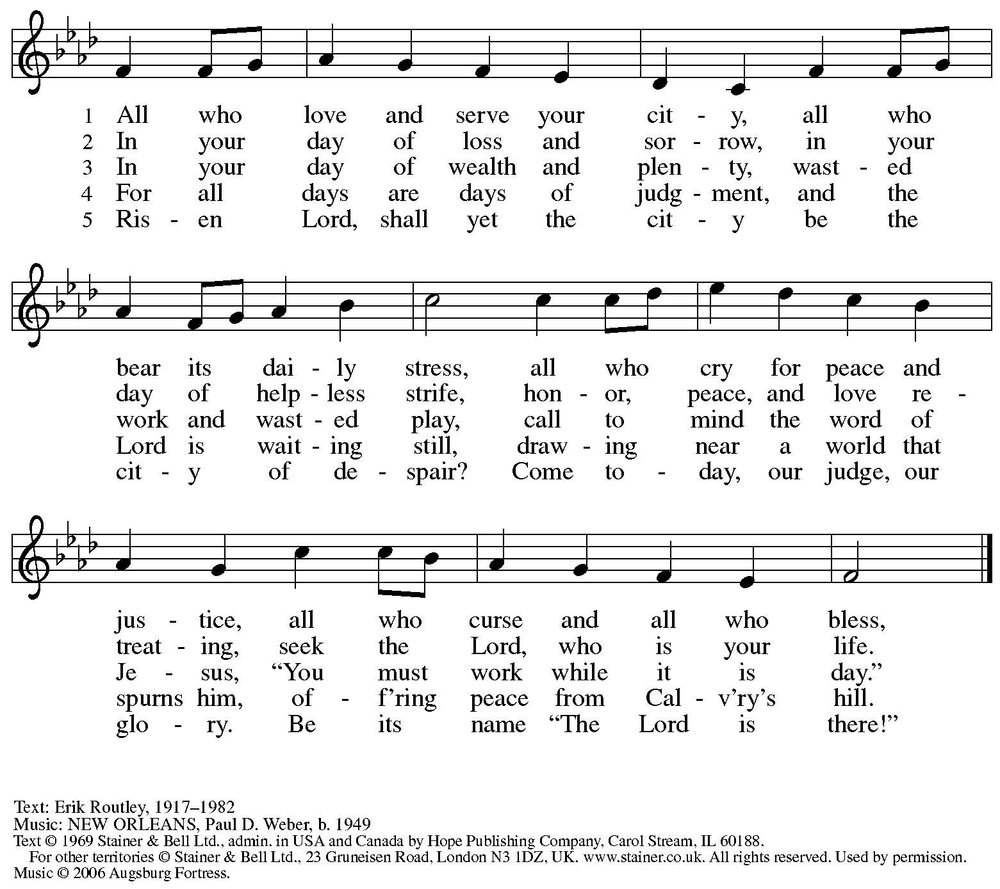 1 All who love and serve your cit - y, all who
2 In your day of loss and sor - row, in your
3 In your day of wealth and plen - ty, wast - ed
4 For all days are days of judg - ment, and the
5 Ris - en Lord, shall yet the cit - y be the
bear its dai - ly stress, all who cry for peace and
day of help - less strife, hon - or, peace, and love re -
work and wast - ed play, call to mind the word of
Lord is wait - ing still, draw - ing near a world that
cit - y of de - spair? Come to - day, our judge, our
jus - tice, all who curse and all who bless,
treat - ing, seek the Lord, who is your life.
Je - sus, “You must work while it is day.”
spurns him, of - f’ring peace from Cal - v’ry’s hill.
glo - ry. Be its name “The Lord is there!”
Text: Erik Routley, 1917–1982
Music: NEW ORLEANS, Paul D. Weber, b. 1949
Text © 1969 Stainer & Bell Ltd., admin. in USA and Canada by Hope Publishing Company, Carol Stream, IL 60188.
For other territories © Stainer & Bell Ltd., 23 Gruneisen Road, London N3 1DZ, UK. www.stainer.co.uk. All rights reserved. Used by permission.
Music © 2006 Augsburg Fortress.